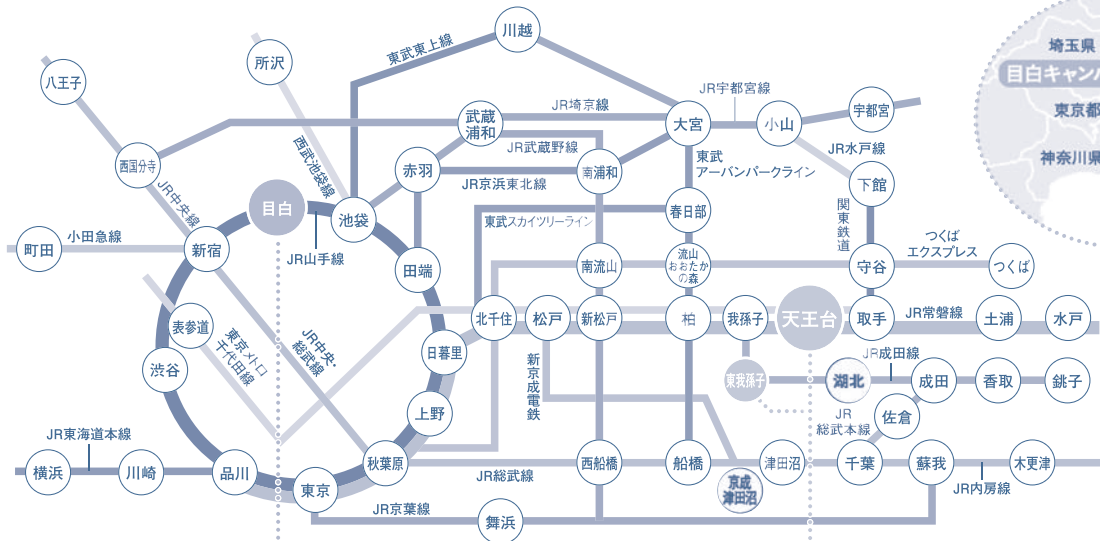 川越
東武東上線
所沢
八王子
埼玉県
目白キャンパ
東京都
神奈川県
JR宇都宮線
JR埼京線
武蔵
浦和
大宮
小山
宇都宮
JR武蔵野線
JR水戸線
西国分寺
西武池袋線
赤羽
南浦和
東武
アーバンパークライン
JR京浜東北線
下館
JR中央線
目白
池袋
東武スカイツリーライン
春日部
関東鉄道
町田
小田急線
新宿
JR山手線
田端
南流山
流山
おおたか
の森
守谷
つくば
エクスプレス
つくば
表参道
東京メトロ
千代田線
JR中央・
総武線
北千住
松戸
新松戸
柏
我孫子
天王台
取手
JR常磐線
土浦
水戸
日暮里
渋谷
新京成電鉄
東我孫子
JR成田線
湖北
成田
香取
銚子
上野
佐倉
JR
総武本線
JR東海道本線
横浜
川崎
品川
東京
秋葉原
JR総武線
西船橋
船橋
津田沼
京成
津田沼
千葉
蘇我
木更津
JR内房線
JR京葉線
舞浜